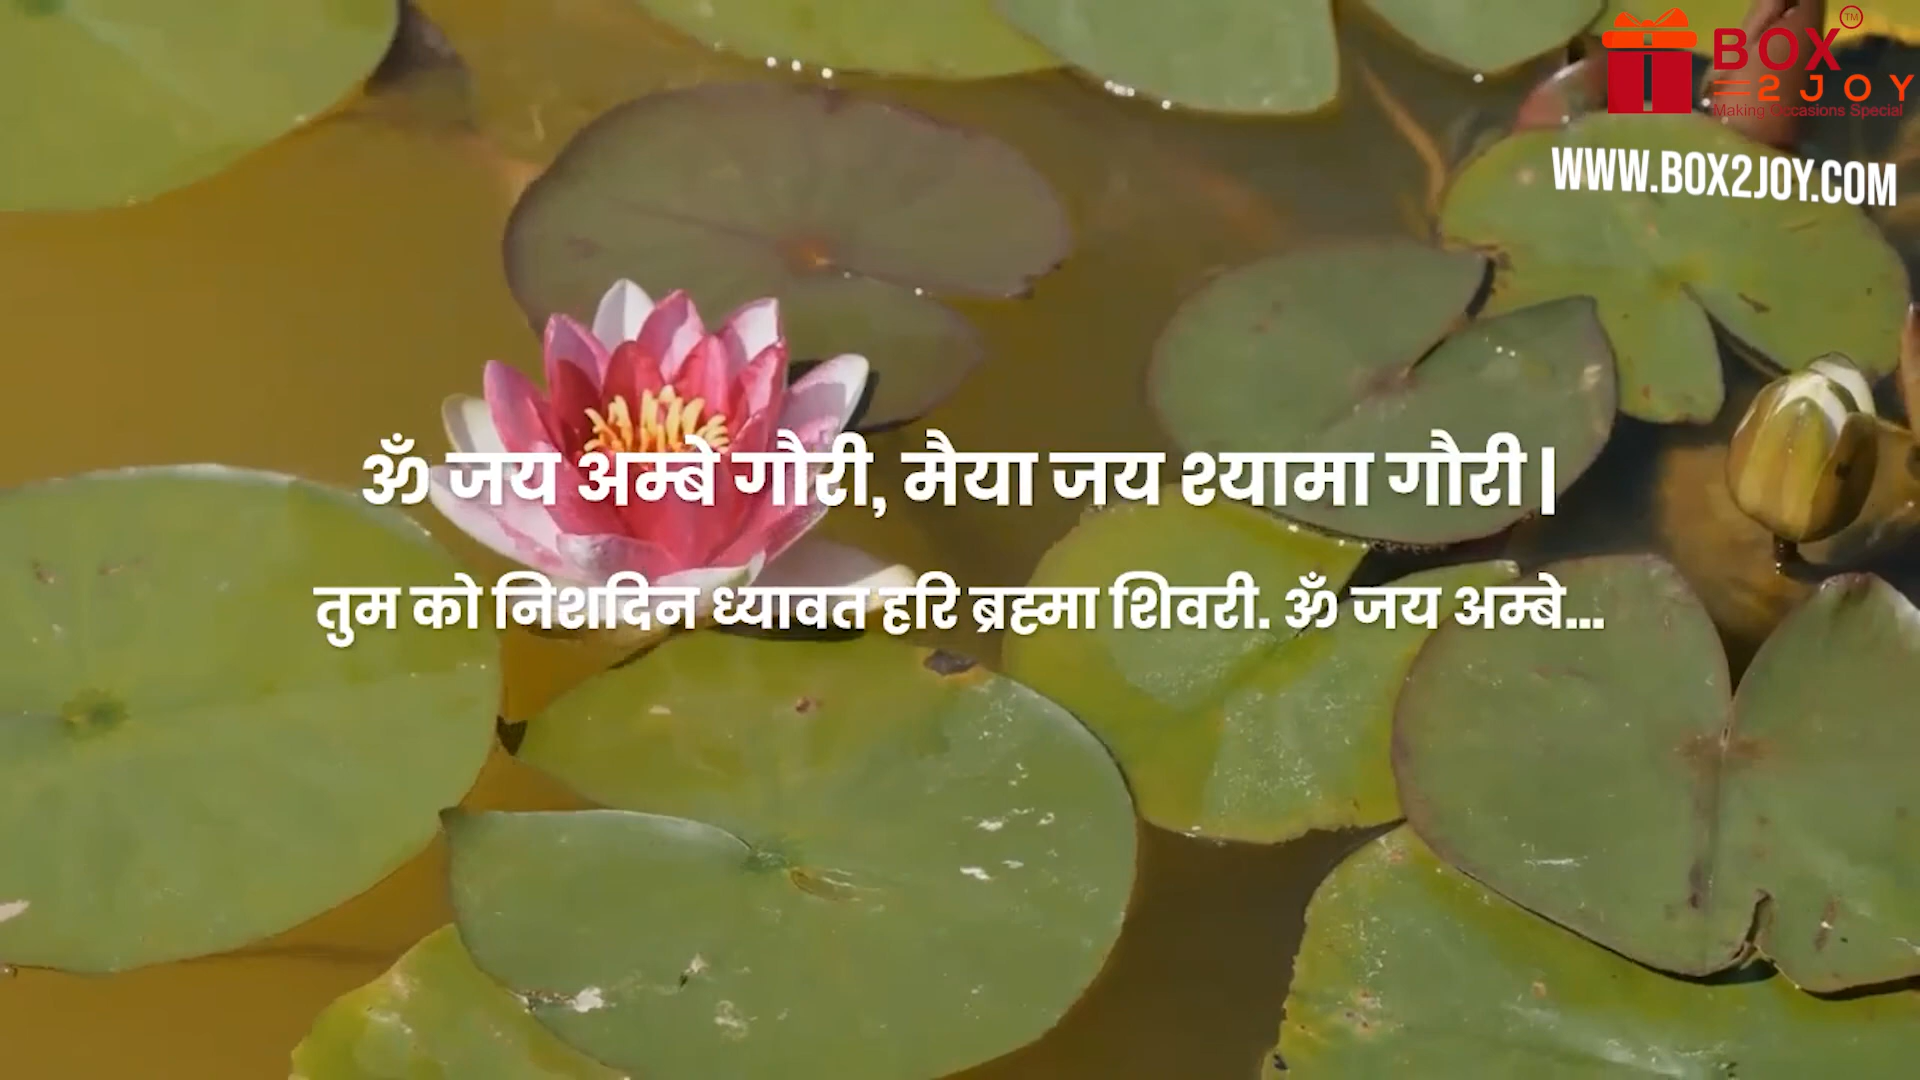 BOX
TM
2 JOY
Making Occasions Special
WWW.BOX2JOY.COM
ॐ जय अम्बे गौरी, मैया जय श्यामा गौरी |
तुम को निशदिन ध्यावत हरि ब्रह्मा शिवरी. ॐ जय अम्बे...